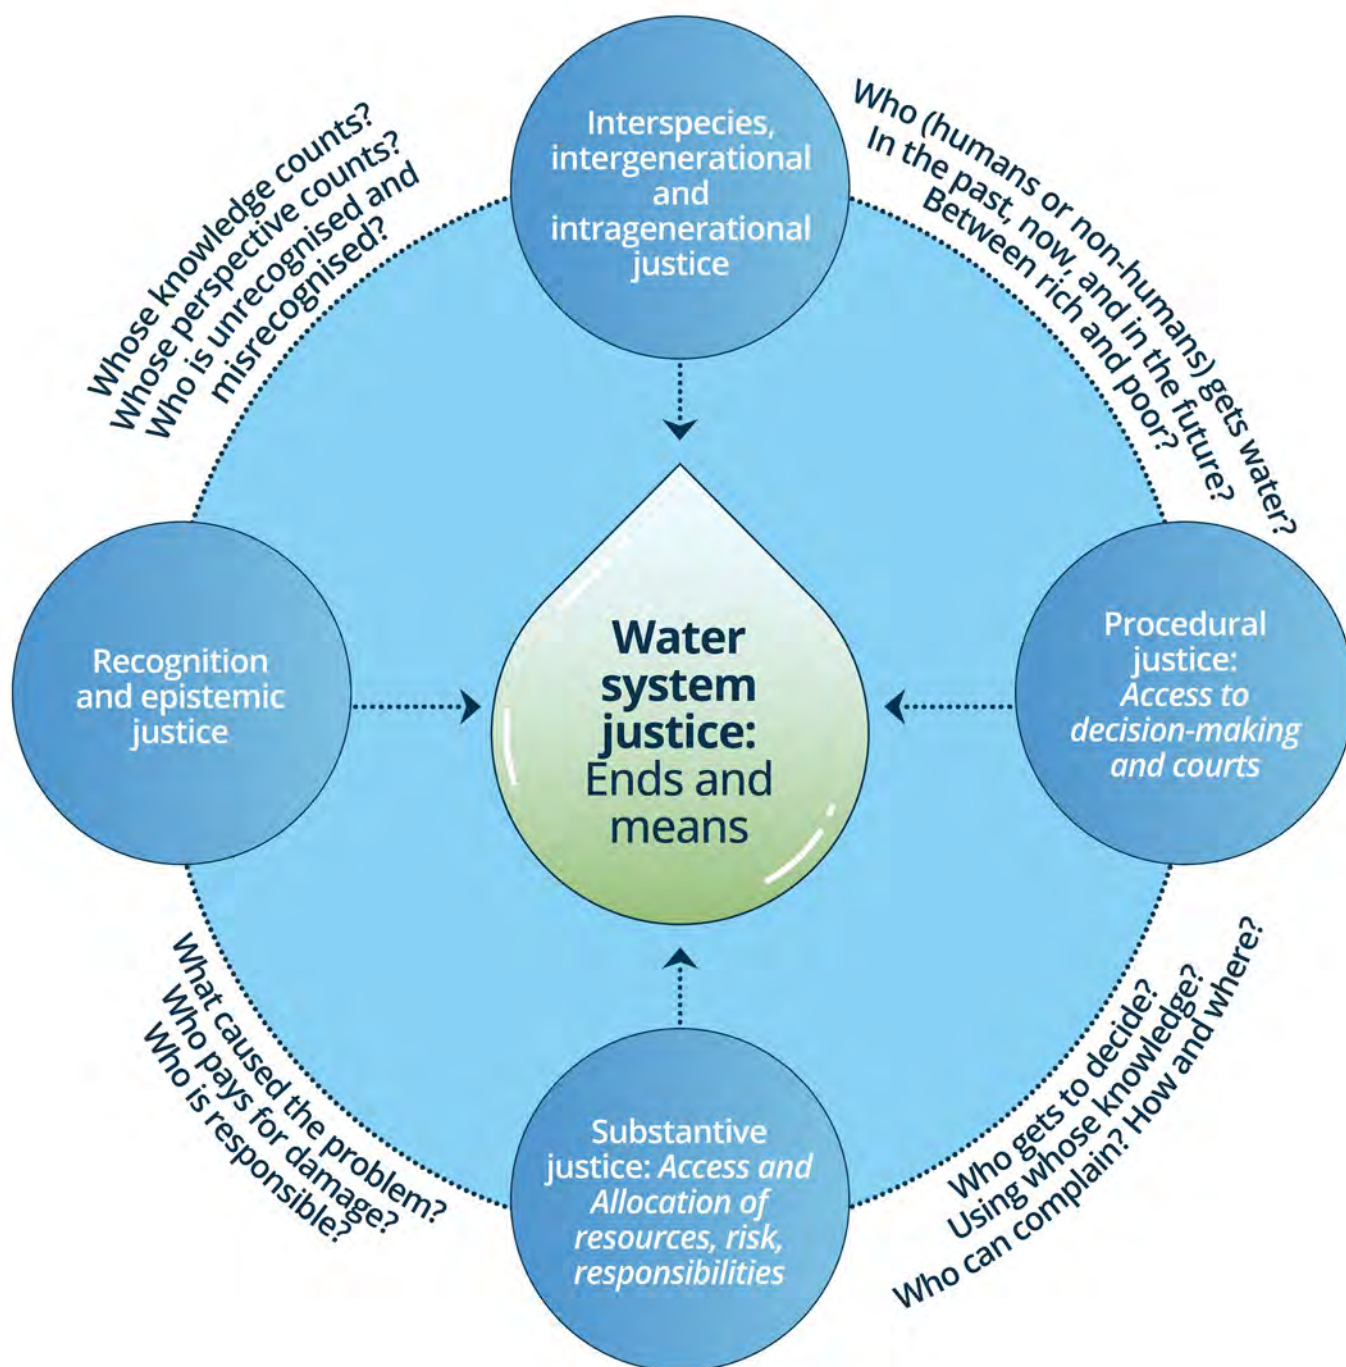 Interspecies,
intergenerational
and
intragenerational
justice
Who (humans or non-humans) gets water?
In the past, now, and in the future?
Between rich and poor?
Procedural
justice:
Access to
decision-making
and courts
Who gets to decide?
Using whose knowledge?
Who can complain? How and where?
Substantive
justice: Access and
Allocation of
resources, risk,
responsibilities
What caused the problem?
Who pays for damage?
Who is responsible?
Recognition
and epistemic
justice
Whose knowledge counts?
Whose perspective counts?
Who is unrecognised and
misrecognised?
Water
system
justice:
Ends and
means